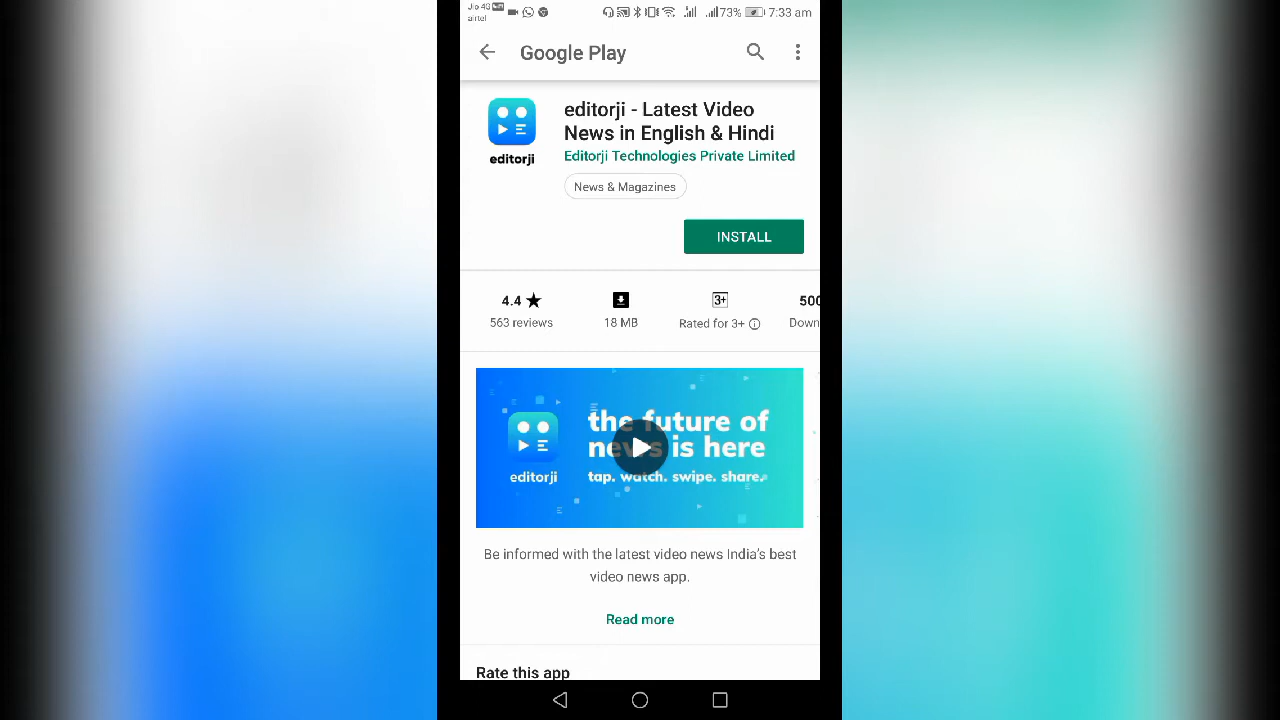 Jio 4G
airtel
73% 7:33 am
Google Play
editorji
editorji - Latest Video
News in English & Hindi
Editorji Technologies Private Limited
News & Magazines
INSTALL
4.4 ★
563 reviews
18 MB
3+
Rated for 3+
500
Down
editorji
the future of
news is here
tap. watch. swipe. share.
Be informed with the latest video news India's best
video news app.
Read more
Rate this app